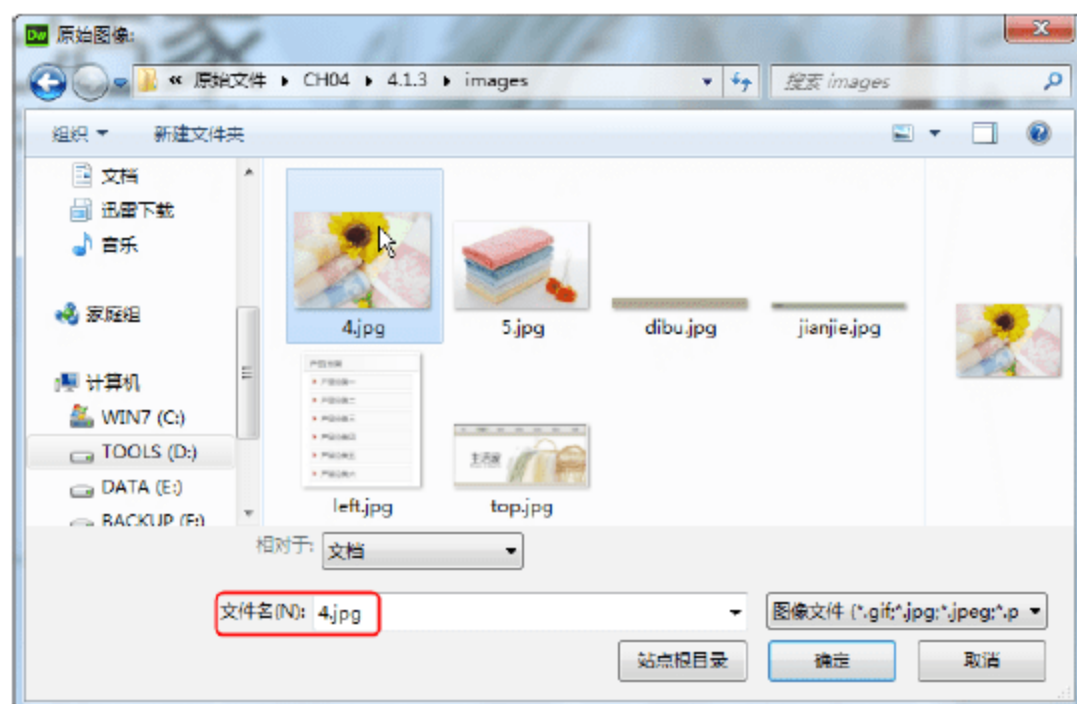 Dw 原始图像:
« 原始文件 ▸ CH04 ▸ 4.1.3 ▸ images
搜索 images
组织 新建文件夹
文档
迅雷下载
音乐
家庭组
计算机
WIN7 (C:)
TOOLS (D:)
DATA (E:)
BACKUP (F:)
4.jpg 5.jpg dibu.jpg jianjie.jpg
主活家
left.jpg top.jpg
相对于: 文档
文件名(N): 4.jpg
图像文件 (*.gif;*.jpg;*.jpeg;*.p
站点根目录 确定 取消